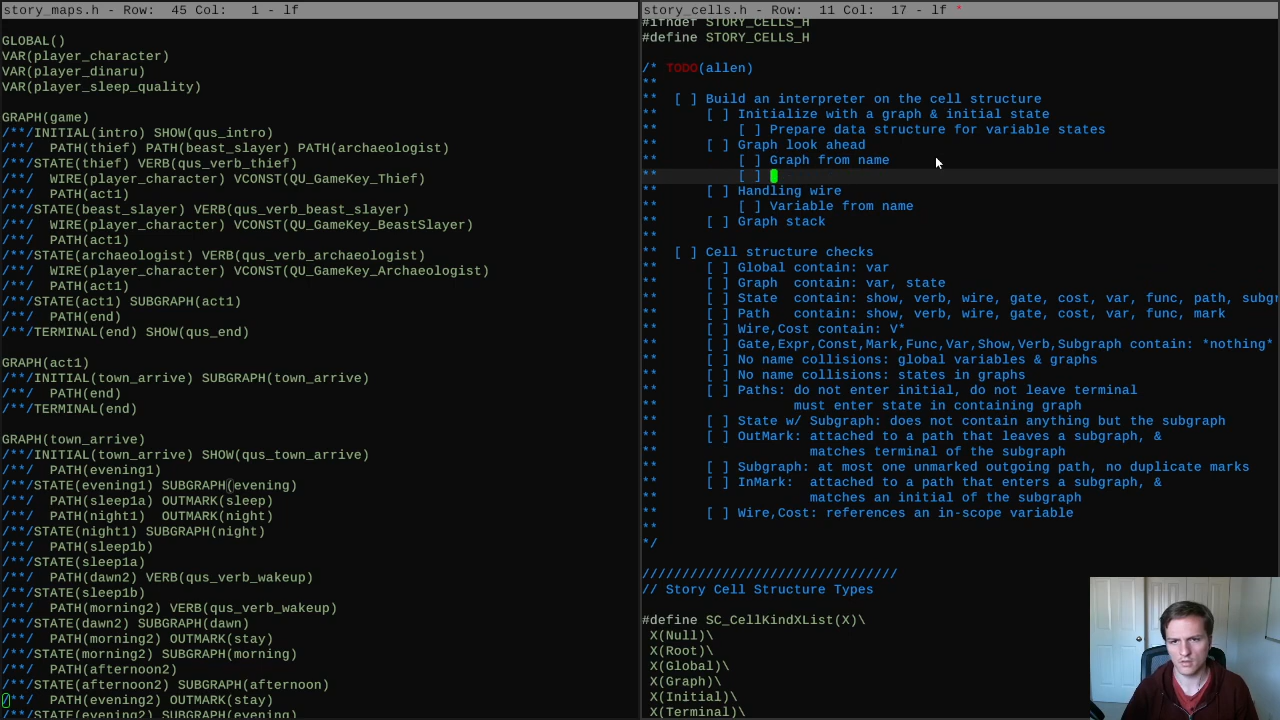 story_maps.h - Row:  45 Col:   1 - lf
GLOBAL()
VAR(player_character)
VAR(player_dinaru)
VAR(player_sleep_quality)
GRAPH(game)
/**/INITIAL(intro) SHOW(qus_intro)
/**/  PATH(thief) PATH(beast_slayer) PATH(archaeologist)
/**/STATE(thief) VERB(qus_verb_thief)
/**/  WIRE(player_character) VCONST(QU_GameKey_Thief)
/**/  PATH(act1)
/**/STATE(beast_slayer) VERB(qus_verb_beast_slayer)
/**/  WIRE(player_character) VCONST(QU_GameKey_BeastSlayer)
/**/  PATH(act1)
/**/STATE(archaeologist) VERB(qus_verb_archaeologist)
/**/  WIRE(player_character) VCONST(QU_GameKey_Archaeologist)
/**/  PATH(act1)
/**/STATE(act1) SUBGRAPH(act1)
/**/  PATH(end)
/**/TERMINAL(end) SHOW(qus_end)
GRAPH(act1)
/**/INITIAL(town_arrive) SUBGRAPH(town_arrive)
/**/  PATH(end)
/**/TERMINAL(end)
GRAPH(town_arrive)
/**/INITIAL(town_arrive) SHOW(qus_town_arrive)
/**/  PATH(evening1)
/**/STATE(evening1) SUBGRAPH(evening)
/**/  PATH(sleep1a) OUTMARK(sleep)
/**/  PATH(night1)  OUTMARK(night)
/**/STATE(night1) SUBGRAPH(night)
/**/  PATH(sleep1b)
/**/STATE(sleep1a)
/**/  PATH(dawn2) VERB(qus_verb_wakeup)
/**/STATE(sleep1b)
/**/  PATH(morning2) VERB(qus_verb_wakeup)
/**/STATE(dawn2) SUBGRAPH(dawn)
/**/  PATH(morning2) OUTMARK(stay)
/**/STATE(morning2) SUBGRAPH(morning)
/**/  PATH(afternoon2)
/**/STATE(afternoon2) SUBGRAPH(afternoon)
/**/  PATH(evening2) OUTMARK(stay)
/**/STATE(evening2) SUBGRAPH(evening)
story_cells.h - Row:  11 Col:  17 - lf *
#ifndef STORY_CELLS_H
#define STORY_CELLS_H
/* TODO(allen)
**
**  [ ] Build an interpreter on the cell structure
**      [ ] Initialize with a graph & initial state
**          [ ] Prepare data structure for variable states
**      [ ] Graph look ahead
**          [ ] Graph from name
**          [ ]
**      [ ] Handling wire
**          [ ] Variable from name
**      [ ] Graph stack
**
**  [ ] Cell structure checks
**      [ ] Global contain: var
**      [ ] Graph  contain: var, state
**      [ ] State  contain: show, verb, wire, gate, cost, var, func, path, subgr
**      [ ] Path   contain: show, verb, wire, gate, cost, var, func, mark
**      [ ] Wire,Cost contain: V*
**      [ ] Gate,Expr,Const,Mark,Func,Var,Show,Verb,Subgraph contain: *nothing*
**      [ ] No name collisions: global variables & graphs
**      [ ] No name collisions: states in graphs
**      [ ] Paths: do not enter initial, do not leave terminal
**                 must enter state in containing graph
**      [ ] State w/ Subgraph: does not contain anything but the subgraph
**      [ ] OutMark: attached to a path that leaves a subgraph, &
**                   matches terminal of the subgraph
**      [ ] Subgraph: at most one unmarked outgoing path, no duplicate marks
**      [ ] InMark:  attached to a path that enters a subgraph, &
**                   matches an initial of the subgraph
**      [ ] Wire,Cost: references an in-scope variable
**
*/
////////////////////////////////
// Story Cell Structure Types
#define SC_CellKindXList(X)\
X(Null)\
X(Root)\
X(Global)\
X(Graph)\
X(Initial)\
X(Terminal)\